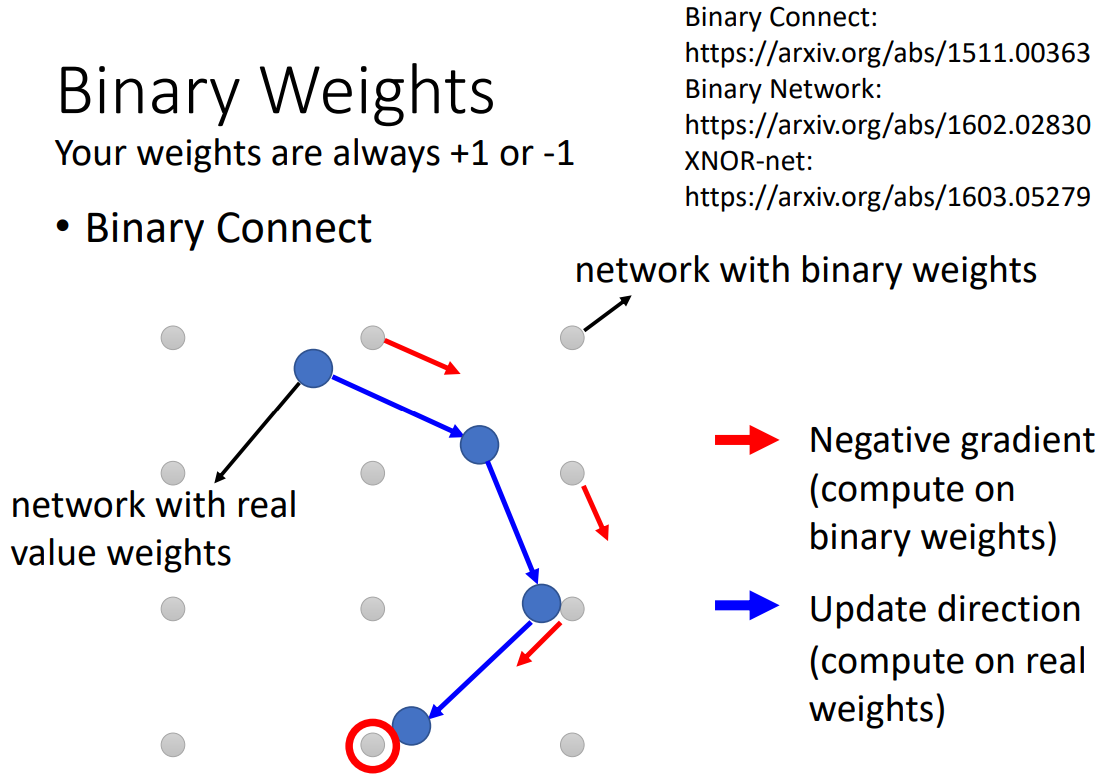 Binary Connect:
https://arxiv.org/abs/1511.00363
Binary Network:
https://arxiv.org/abs/1602.02830
XNOR-net:
https://arxiv.org/abs/1603.05279
Binary Weights
Your weights are always +1 or -1
• Binary Connect
network with binary weights
network with real
value weights
Negative gradient
(compute on
binary weights)
Update direction
(compute on real
weights)